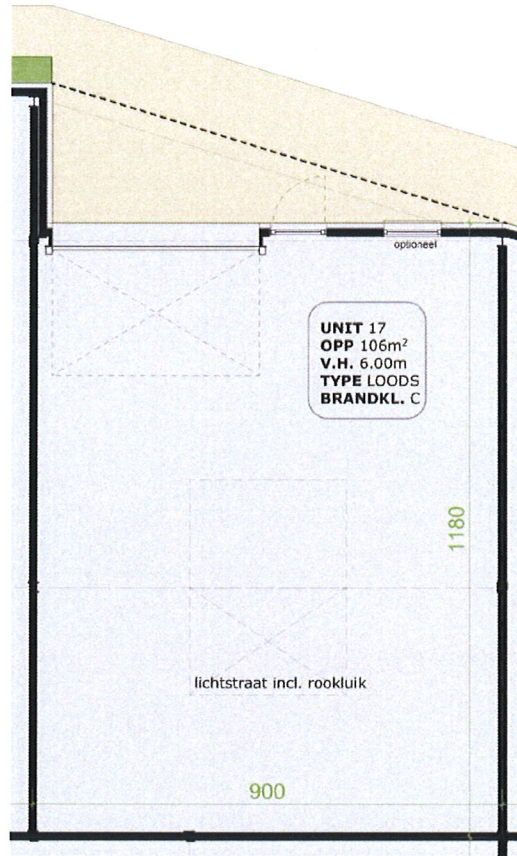 optioneel
UNIT 17
OPP 106m²
V.H. 6.00m
TYPE LOODS
BRANDKL. C
1180
lichtstraat incl. rookluik
900